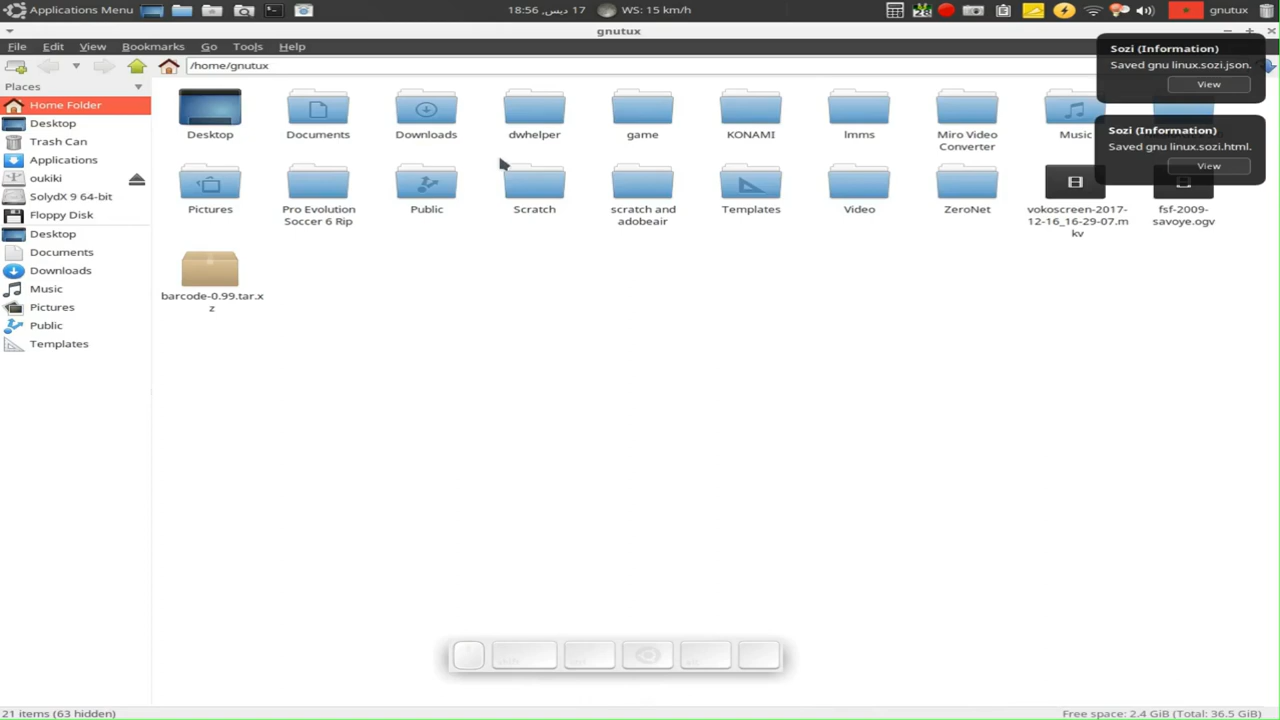 Applications Menu
18:56 ,17 ديس
WS: 15 km/h
28
gnutux
gnutux
File Edit View Bookmarks Go Tools Help
/home/gnutux
Places
Home Folder
Desktop
Trash Can
Applications
oukiki
SolydX 9 64-bit
Floppy Disk
Desktop
Documents
Downloads
Music
Pictures
Public
Templates
Desktop
Documents
Downloads
dwhelper
game
KONAMI
lmms
Miro Video
Converter
Music
Pictures
Pro Evolution
Soccer 6 Rip
Public
Scratch
scratch and
adobeair
Templates
Video
ZeroNet
vokoscreen-2017-
12-16_16-29-07.m
kv
fsf-2009-
savoye.ogv
barcode-0.99.tar.x
z
Sozi (Information)
Saved gnu linux.sozi.json.
View
Sozi (Information)
Saved gnu linux.sozi.html.
View
21 items (63 hidden)
Free space: 2.4 GiB (Total: 36.5 GiB)